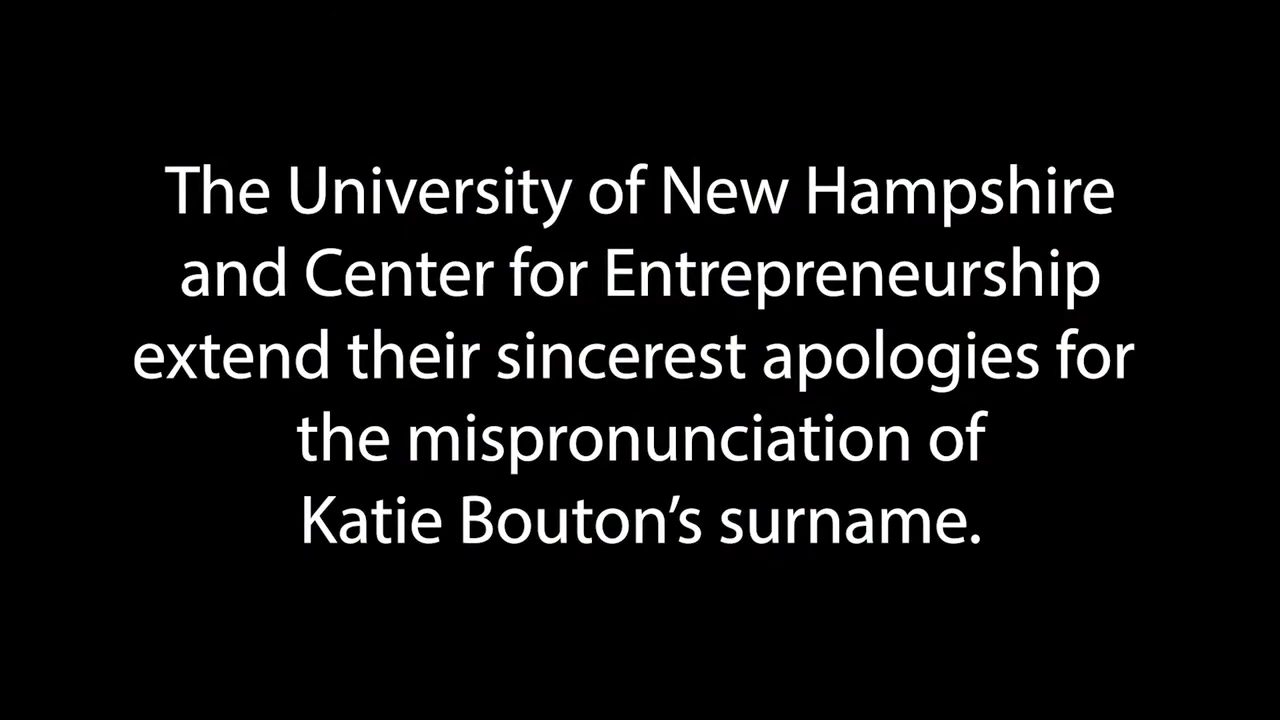 The University of New Hampshire
and Center for Entrepreneurship
extend their sincerest apologies for
the mispronunciation of
Katie Bouton’s surname.